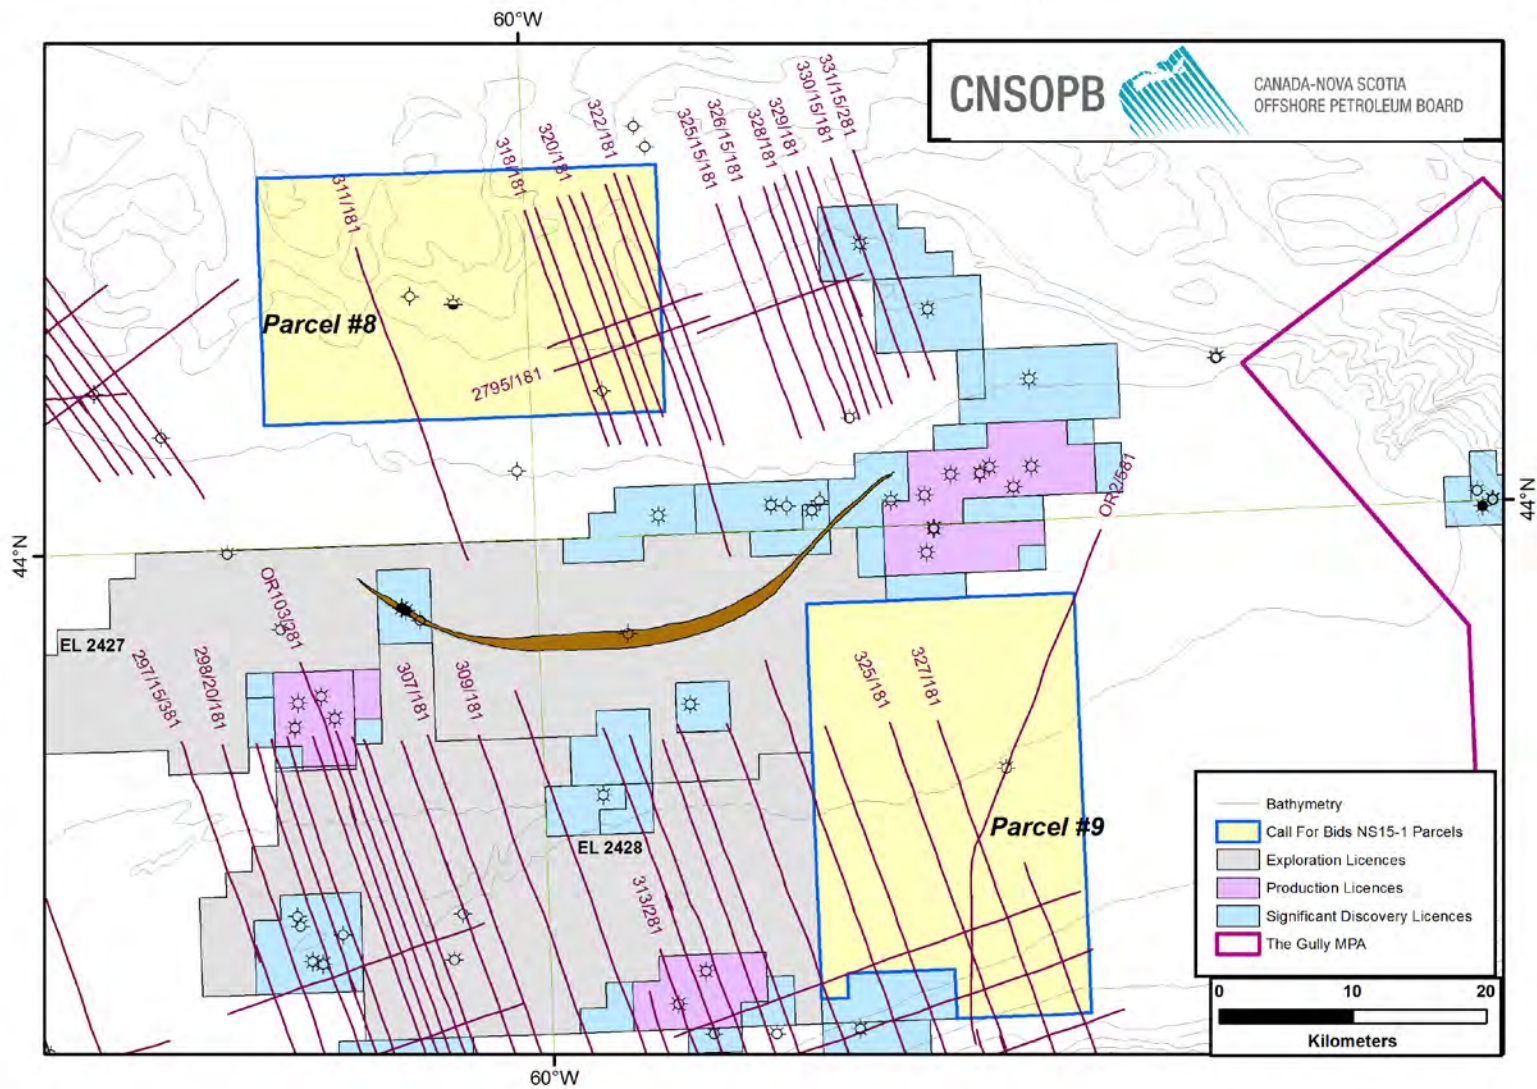 60°W
CNSOPB
CANADA-NOVA SCOTIA
OFFSHORE PETROLEUM BOARD
311/181
318/181
320/181
322/181
325/15/181
326/15/181
328/181
329/181
330/15/181
331/15/281
Parcel #8
2795/181
OR2/581
44°N
44°N
EL 2427
297/15/381
298/20/181
OR103/281
307/181
309/181
325/181
327/181
Parcel #9
EL 2428
313/281
Bathymetry
Call For Bids NS15-1 Parcels
Exploration Licences
Production Licences
Significant Discovery Licences
The Gully MPA
0 10 20
Kilometers
60°W